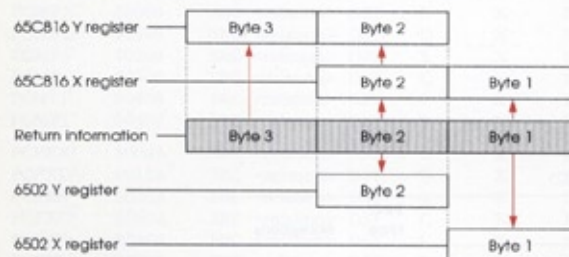 65C816 Y register Byte 3 Byte 2
65C816 X register Byte 2 Byte 1
Return information Byte 3 Byte 2 Byte 1
6502 Y register Byte 2
6502 X register Byte 1